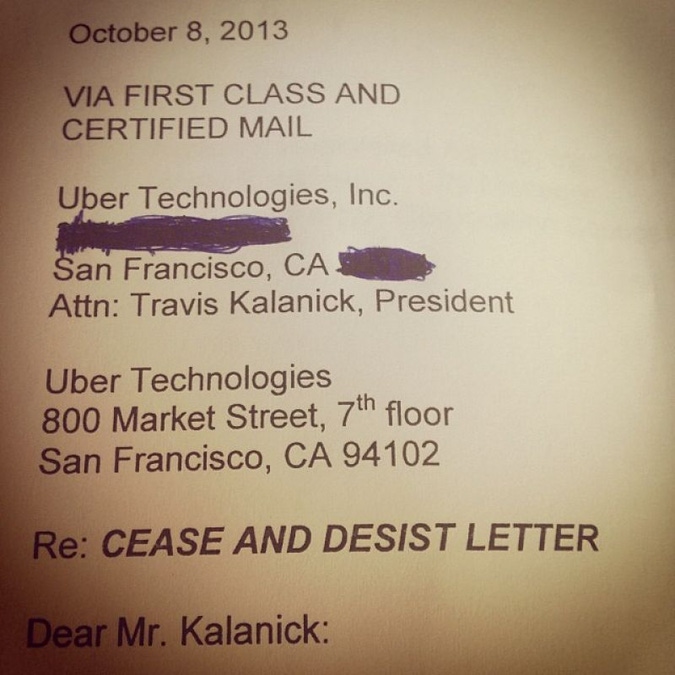 October 8, 2013
VIA FIRST CLASS AND
CERTIFIED MAIL
Uber Technologies, Inc.
San Francisco, CA
Attn: Travis Kalanick, President
Uber Technologies
800 Market Street, 7th floor
San Francisco, CA 94102
Re: CEASE AND DESIST LETTER
Dear Mr. Kalanick: